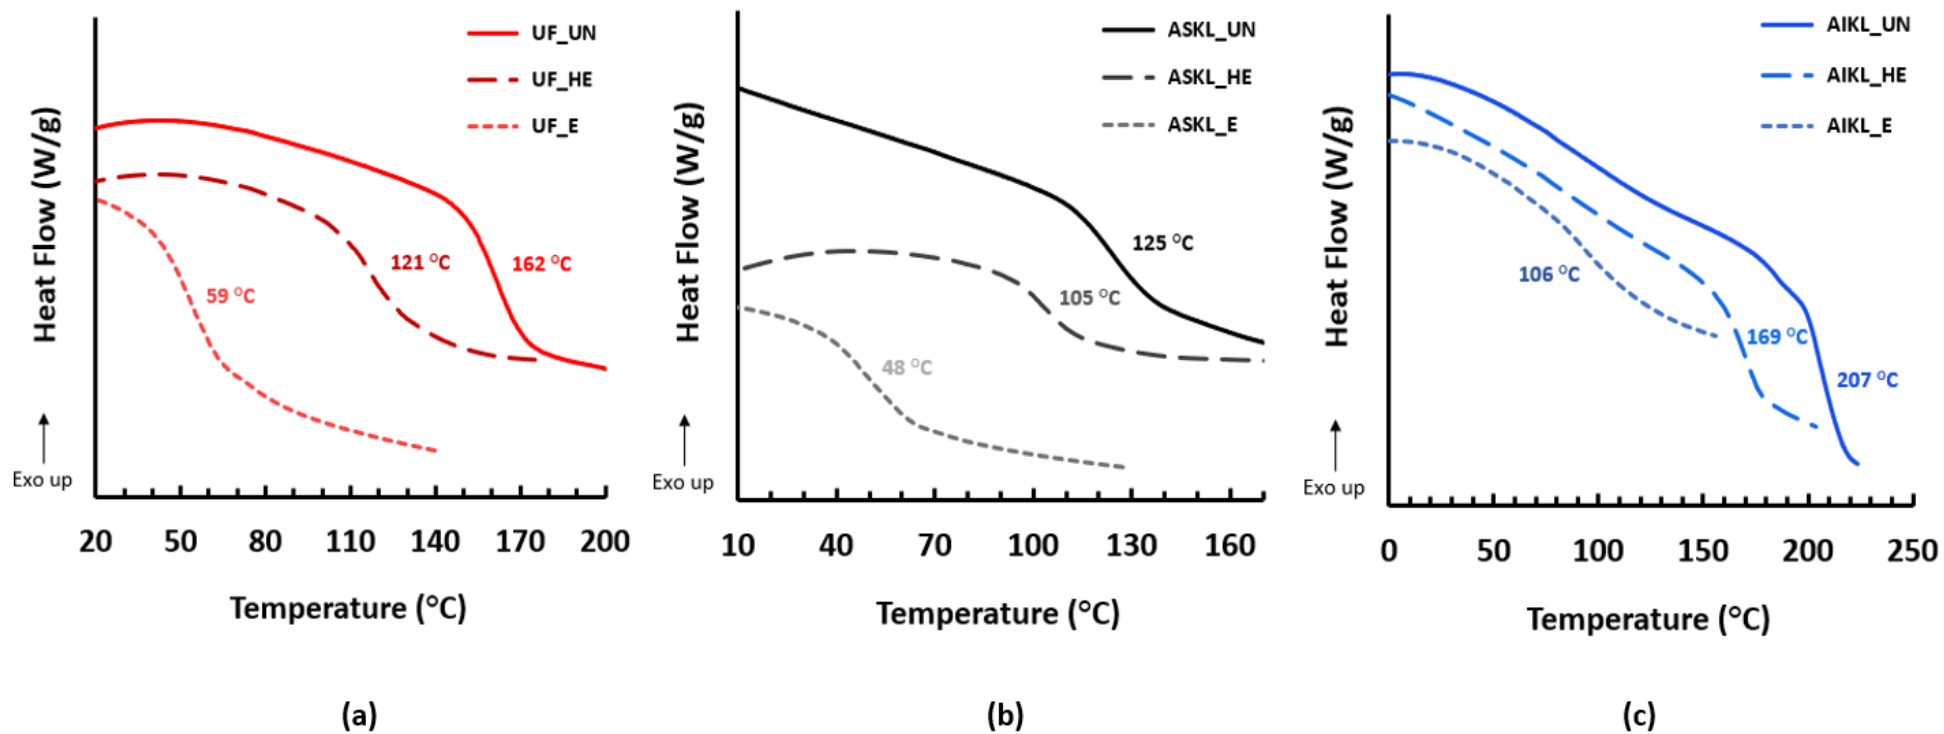 UF_UN
UF_HE
UF_E
Heat Flow (W/g)
121 °C
162 °C
59 °C
Exo up
20 50 80 110 140 170 200
Temperature (°C)
(a)
ASKL_UN
ASKL_HE
ASKL_E
Heat Flow (W/g)
125 °C
105 °C
48 °C
Exo up
10 40 70 100 130 160
Temperature (°C)
(b)
AIKL_UN
AIKL_HE
AIKL_E
Heat Flow (W/g)
106 °C
169 °C
207 °C
Exo up
0 50 100 150 200 250
Temperature (°C)
(c)